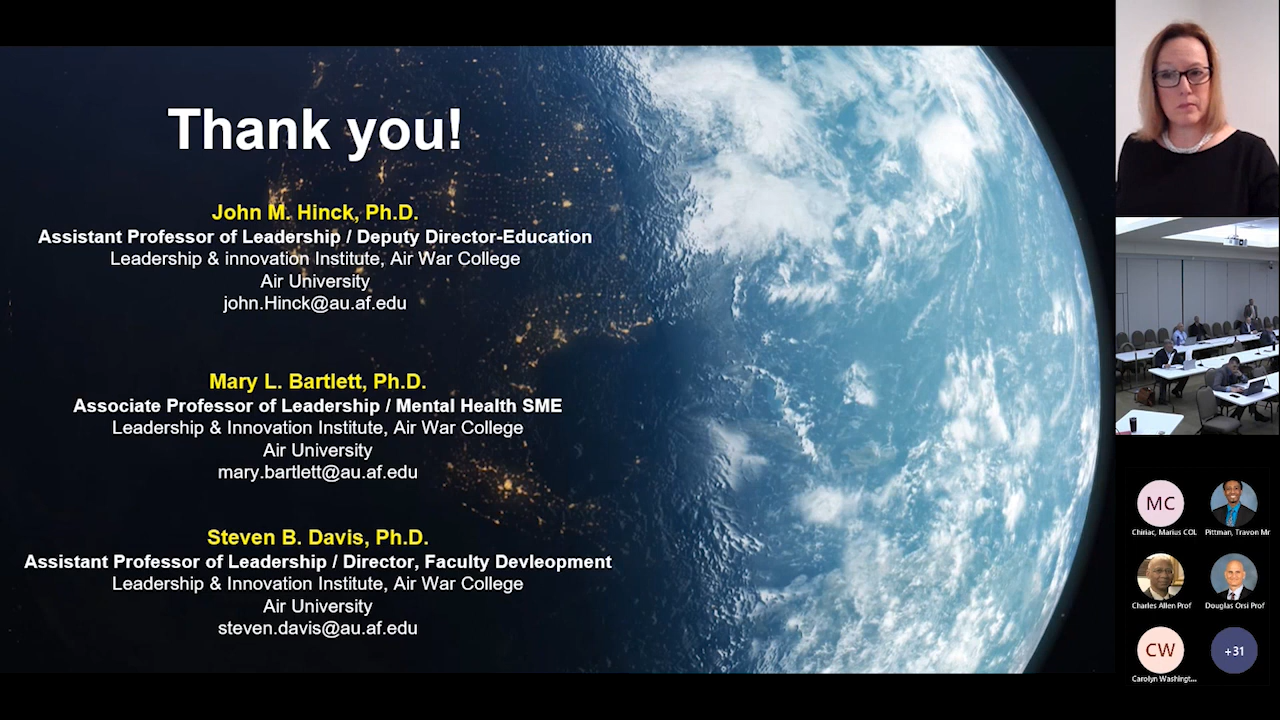 Thank you!
John M. Hinck, Ph.D.
Assistant Professor of Leadership / Deputy Director-Education
Leadership & innovation Institute, Air War College
Air University
john.Hinck@au.af.edu
Mary L. Bartlett, Ph.D.
Associate Professor of Leadership / Mental Health SME
Leadership & Innovation Institute, Air War College
Air University
mary.bartlett@au.af.edu
Steven B. Davis, Ph.D.
Assistant Professor of Leadership / Director, Faculty Devleopment
Leadership & Innovation Institute, Air War College
Air University
steven.davis@au.af.edu
MC
Chiriac, Marius COL
Pittman, Travon Mr
Charles Allen Prof
Douglas Orsi Prof
CW
+31
Carolyn Washingt...